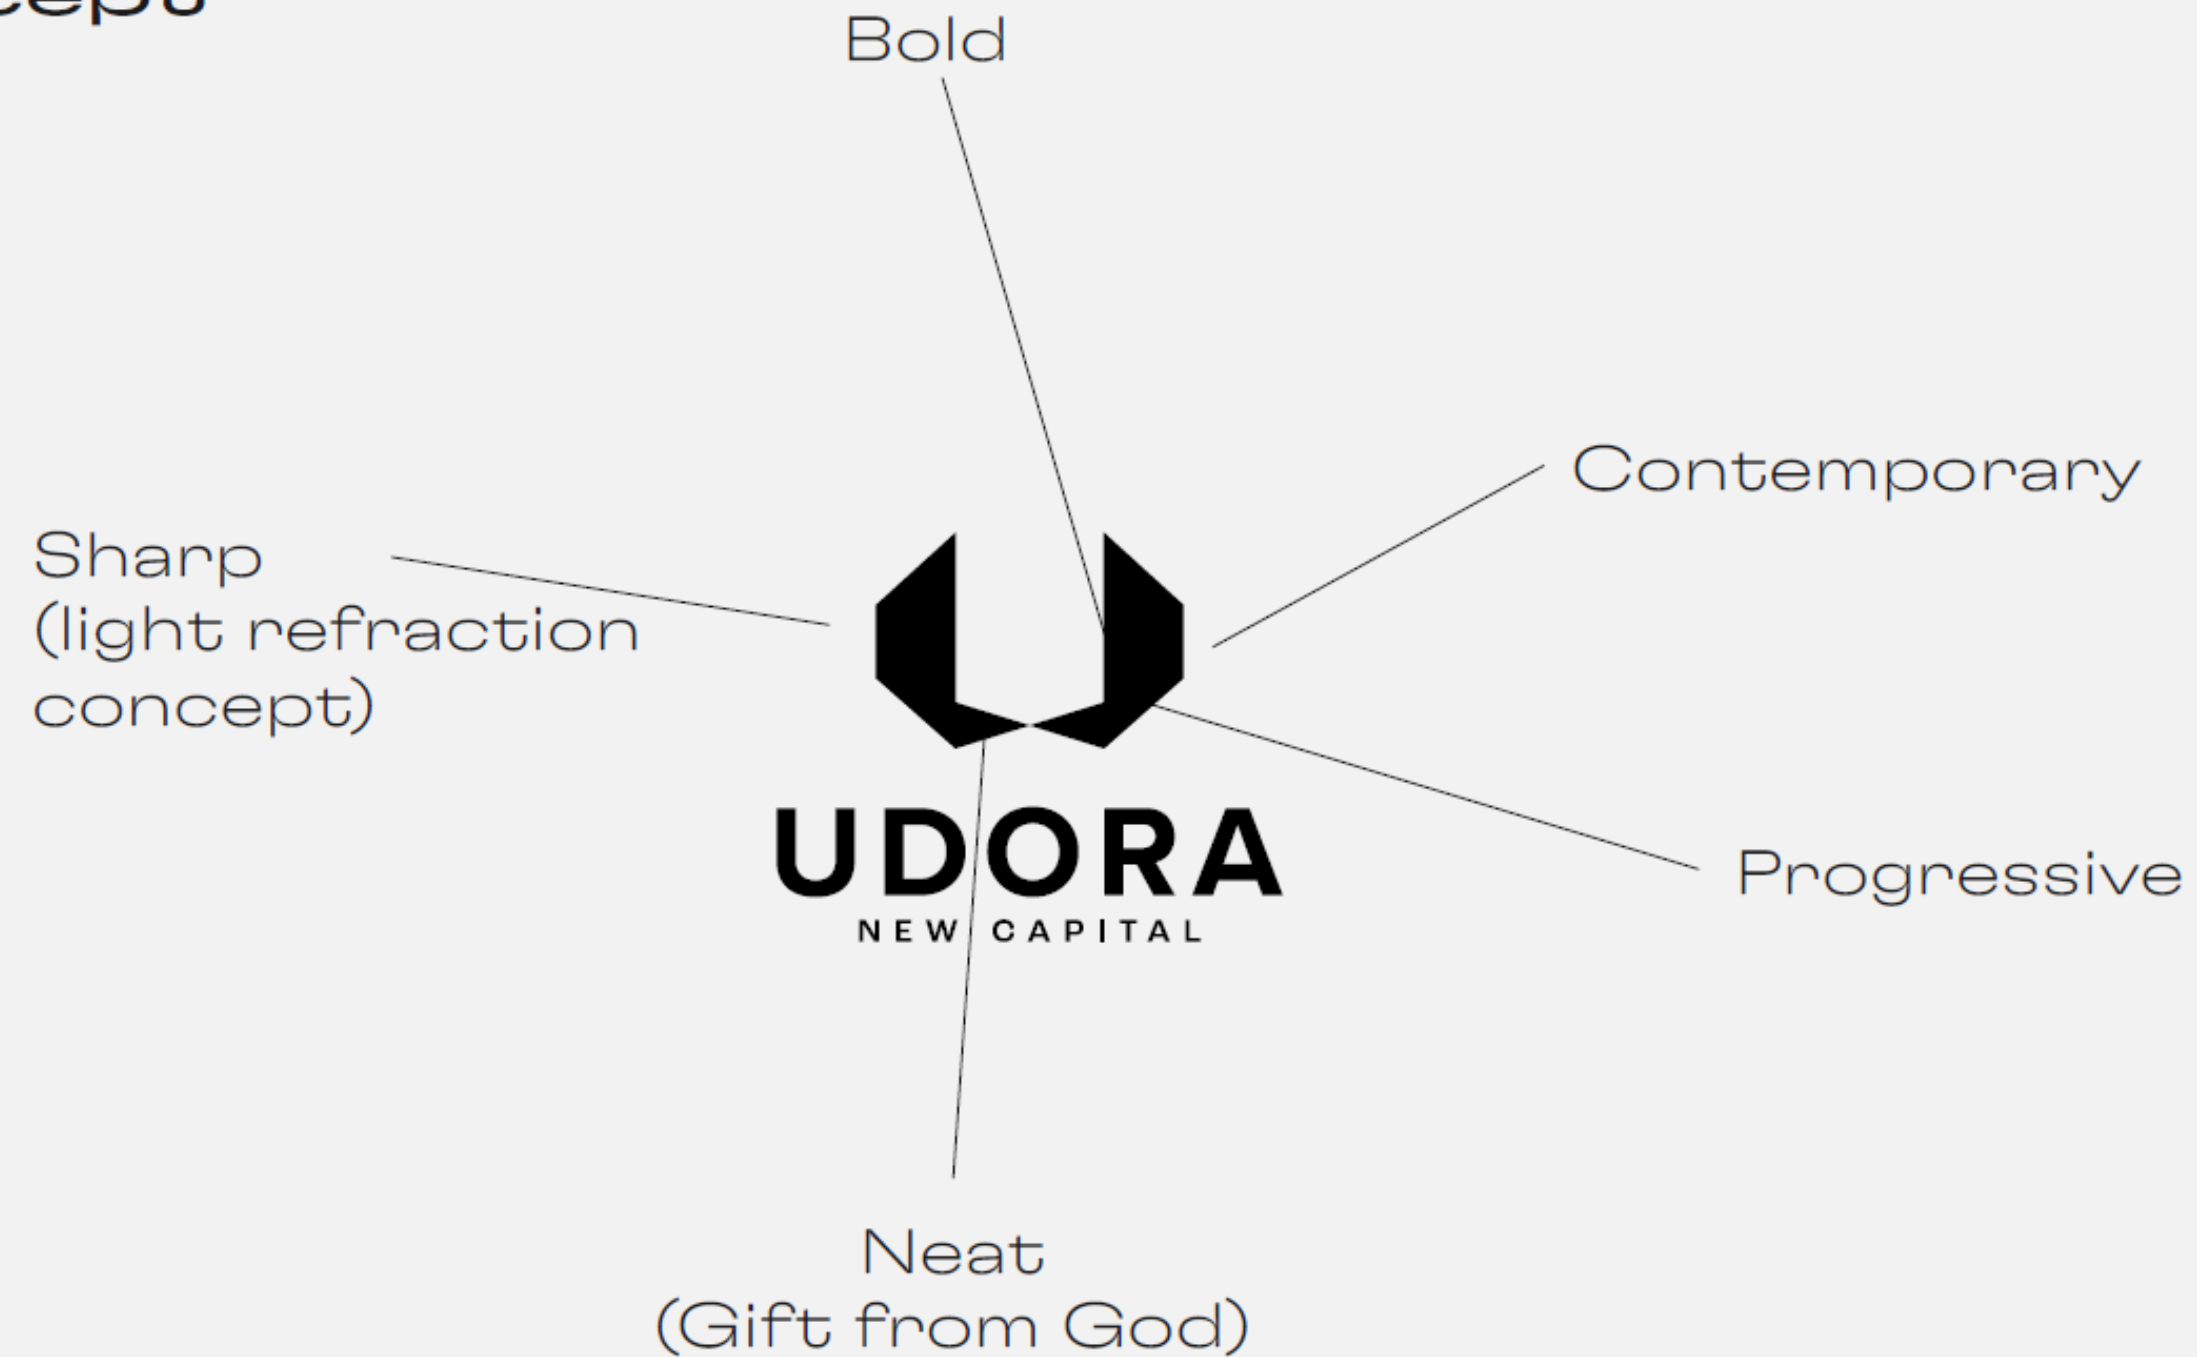 Bold
Contemporary
Sharp
(light refraction
concept)
UDORA
NEW CAPITAL
Progressive
Neat
(Gift from God)